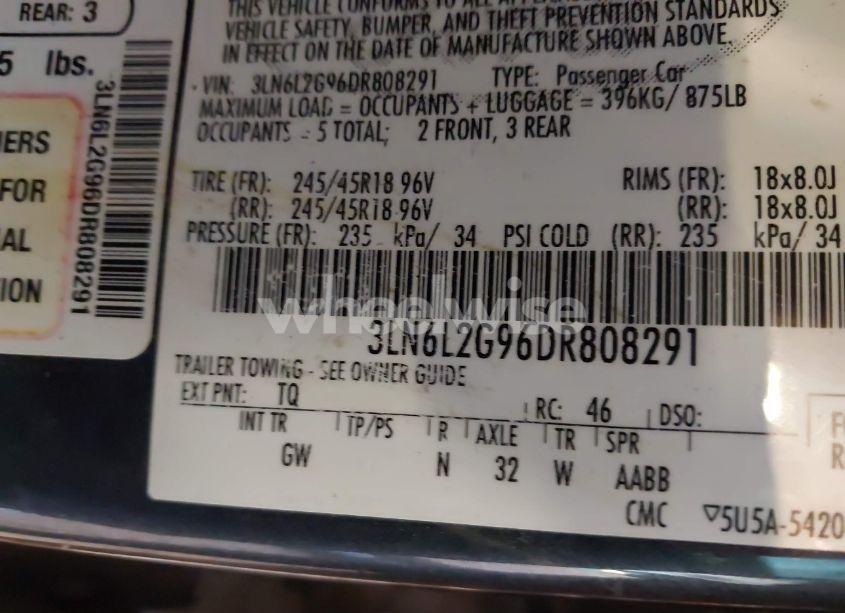 REAR: 3
5 lbs.
IERS
FOR
AL
ION
3LN6L2G96DR808291
THIS VEHICLE CONFORMS TO ALL
VEHICLE SAFETY, BUMPER, AND THEFT PREVENTION STANDARDS
IN EFFECT ON THE DATE OF MANUFACTURE SHOWN ABOVE.
VIN: 3LN6L2G96DR808291 TYPE: Passenger Car
MAXIMUM LOAD = OCCUPANTS + LUGGAGE = 396KG/ 875LB
OCCUPANTS = 5 TOTAL; 2 FRONT, 3 REAR
TIRE (FR): 245/45R18 96V RIMS (FR): 18x8.0J
(RR): 245/45R18 96V (RR): 18x8.0J
PRESSURE (FR): 235 kPa/ 34 PSI COLD (RR): 235 kPa/ 34
wheelwise
3LN6L2G96DR808291
TRAILER TOWING - SEE OWNER GUIDE
EXT PNT: TQ RC: 46 DSO:
INT TR TP/PS R AXLE TR SPR
GW N 32 W AABB
CMC ▽5U5A-5420
F
R